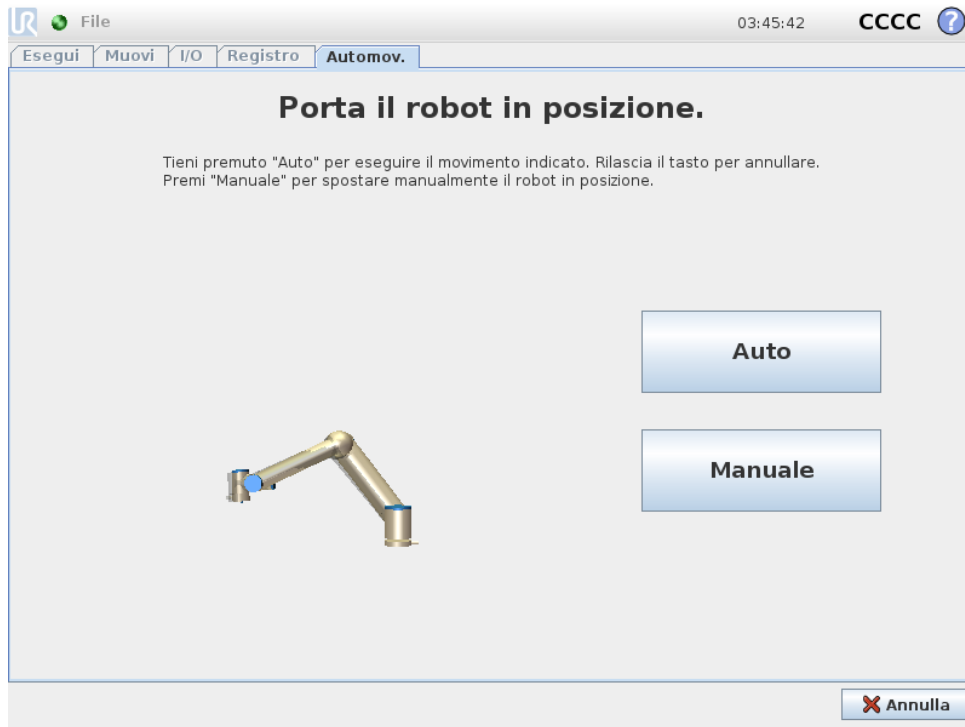 UR File 03:45:42 CCCC ?
Esegui Muovi I/O Registro Automov.
Porta il robot in posizione.
Tieni premuto "Auto" per eseguire il movimento indicato. Rilascia il tasto per annullare.
Premi "Manuale" per spostare manualmente il robot in posizione.
Auto
Manuale
Annulla